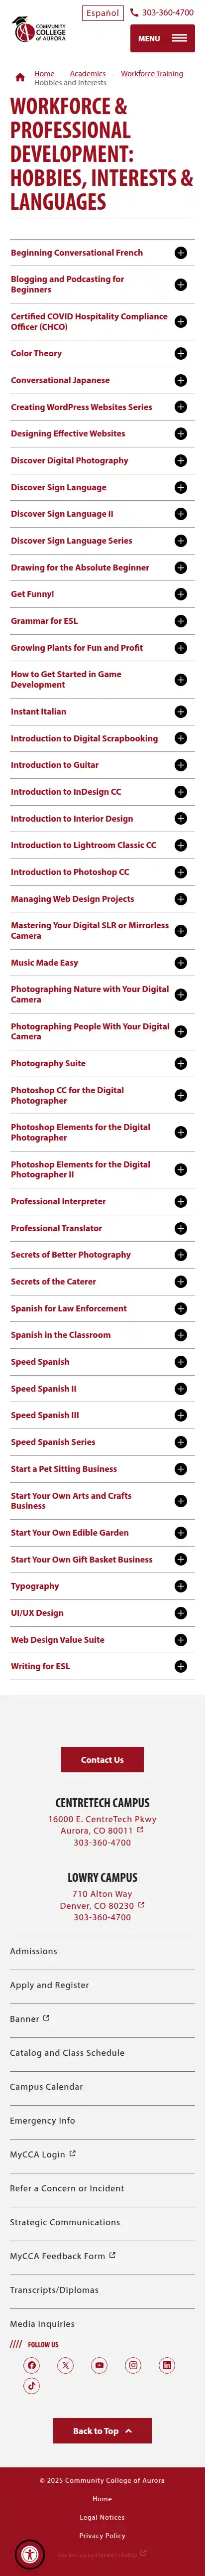 Español
303-360-4700
COMMUNITY
COLLEGE
of AURORA
MENU
Home – Academics – Workforce Training –
Hobbies and Interests
WORKFORCE &
PROFESSIONAL
DEVELOPMENT:
HOBBIES, INTERESTS &
LANGUAGES
Beginning Conversational French
Blogging and Podcasting for
Beginners
Certified COVID Hospitality Compliance
Officer (CHCO)
Color Theory
Conversational Japanese
Creating WordPress Websites Series
Designing Effective Websites
Discover Digital Photography
Discover Sign Language
Discover Sign Language II
Discover Sign Language Series
Drawing for the Absolute Beginner
Get Funny!
Grammar for ESL
Growing Plants for Fun and Profit
How to Get Started in Game
Development
Instant Italian
Introduction to Digital Scrapbooking
Introduction to Guitar
Introduction to InDesign CC
Introduction to Interior Design
Introduction to Lightroom Classic CC
Introduction to Photoshop CC
Managing Web Design Projects
Mastering Your Digital SLR or Mirrorless
Camera
Music Made Easy
Photographing Nature with Your Digital
Camera
Photographing People With Your Digital
Camera
Photography Suite
Photoshop CC for the Digital
Photographer
Photoshop Elements for the Digital
Photographer
Photoshop Elements for the Digital
Photographer II
Professional Interpreter
Professional Translator
Secrets of Better Photography
Secrets of the Caterer
Spanish for Law Enforcement
Spanish in the Classroom
Speed Spanish
Speed Spanish II
Speed Spanish III
Speed Spanish Series
Start a Pet Sitting Business
Start Your Own Arts and Crafts
Business
Start Your Own Edible Garden
Start Your Own Gift Basket Business
Typography
UI/UX Design
Web Design Value Suite
Writing for ESL
Contact Us
CENTRETECH CAMPUS
16000 E. CentreTech Pkwy
Aurora, CO 80011
303-360-4700
LOWRY CAMPUS
710 Alton Way
Denver, CO 80230
303-360-4700
Admissions
Apply and Register
Banner
Catalog and Class Schedule
Campus Calendar
Emergency Info
MyCCA Login
Refer a Concern or Incident
Strategic Communications
MyCCA Feedback Form
Transcripts/Diplomas
Media Inquiries
//// FOLLOW US
Back to Top
© 2025 Community College of Aurora
Home
Legal Notices
Privacy Policy